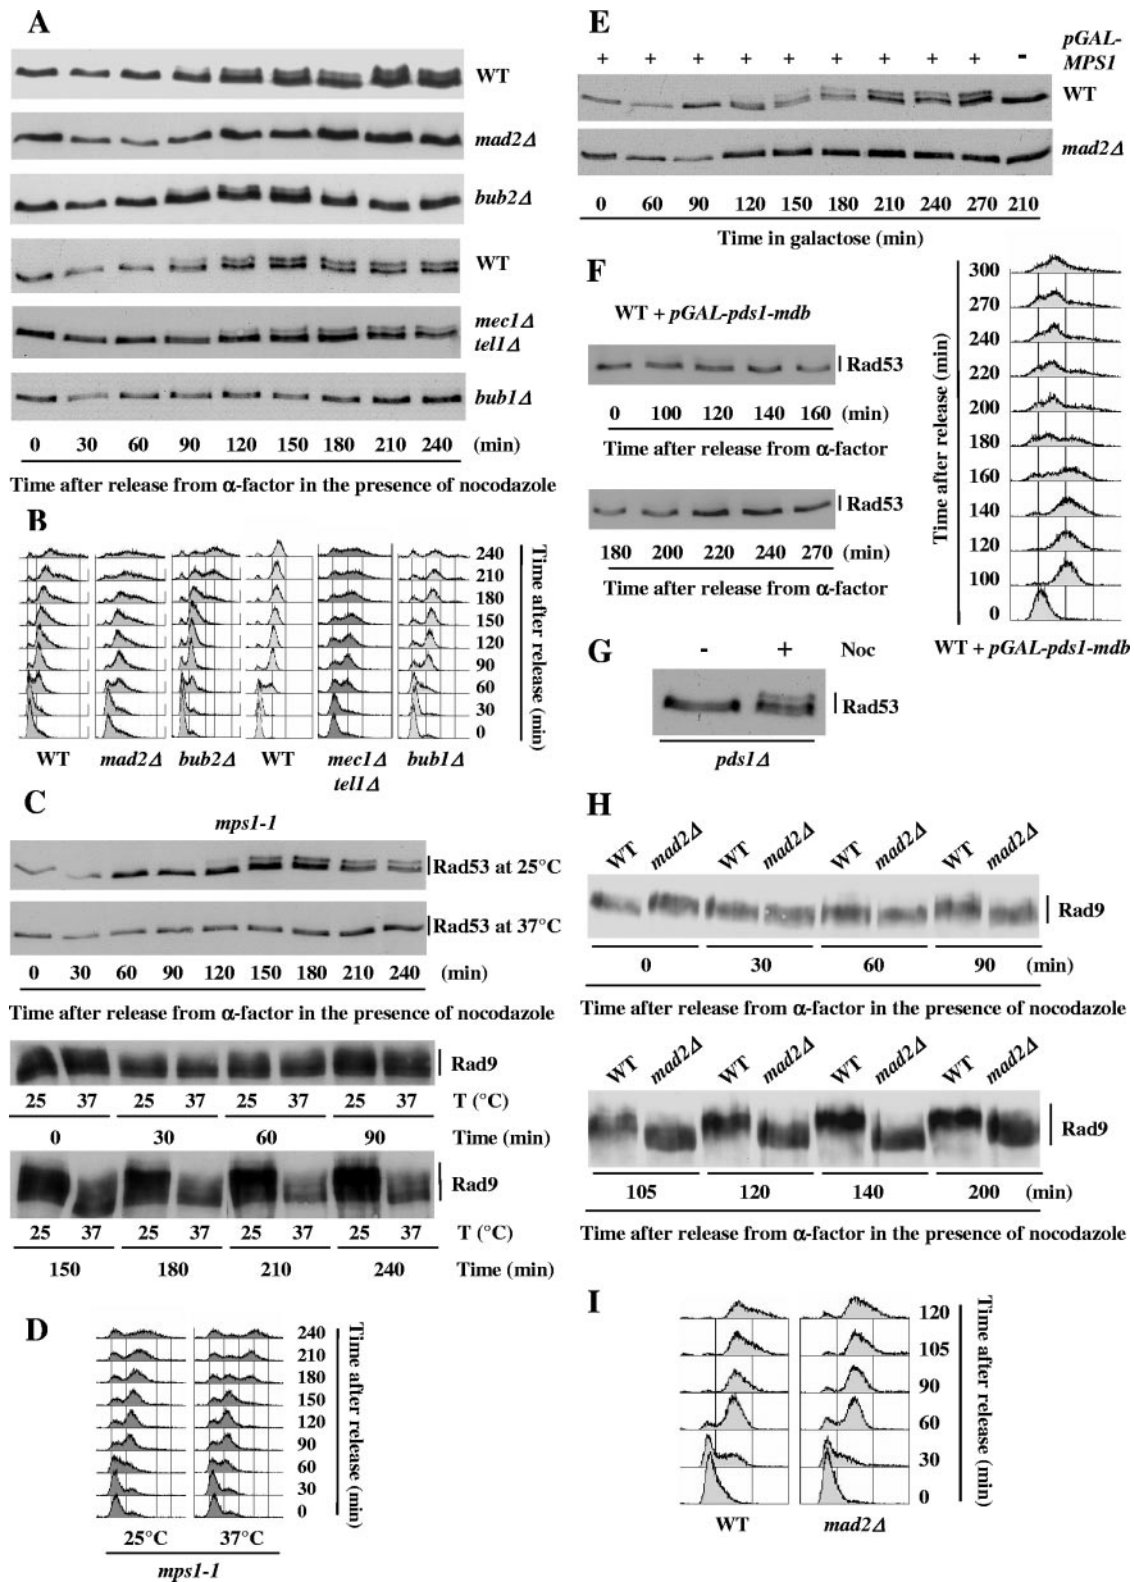 A
WT
mad2Δ
bub2Δ
WT
mec1Δ
tel1Δ
bub1Δ
0 30 60 90 120 150 180 210 240 (min)
Time after release from α-factor in the presence of nocodazole
B
240
210
180
150
120
90
60
30
0
Time after release (min)
WT mad2Δ bub2Δ WT mec1Δ bub1Δ
tel1Δ
C
mps1-1
Rad53 at 25°C
Rad53 at 37°C
0 30 60 90 120 150 180 210 240 (min)
Time after release from α-factor in the presence of nocodazole
Rad9
25 37 25 37 25 37 25 37 T (°C)
0 30 60 90 Time (min)
Rad9
25 37 25 37 25 37 25 37 T (°C)
150 180 210 240 Time (min)
D
240
210
180
150
120
90
60
30
0
Time after release (min)
25°C 37°C
mps1-1
E
+ + + + + + + + + - pGAL-
MPS1
WT
mad2Δ
0 60 90 120 150 180 210 240 270 210
Time in galactose (min)
F
WT + pGAL-pds1-mdb
Rad53
0 100 120 140 160 (min)
Time after release from α-factor
Rad53
180 200 220 240 270 (min)
Time after release from α-factor
Time after release (min)
300
270
240
220
200
180
160
140
120
100
0
WT + pGAL-pds1-mdb
G
- + Noc
Rad53
pds1Δ
H
WT mad2Δ WT mad2Δ WT mad2Δ WT mad2Δ
Rad9
0 30 60 90 (min)
Time after release from α-factor in the presence of nocodazole
WT mad2Δ WT mad2Δ WT mad2Δ WT mad2Δ
Rad9
105 120 140 200 (min)
Time after release from α-factor in the presence of nocodazole
I
120
105
90
60
30
0
Time after release (min)
WT mad2Δ